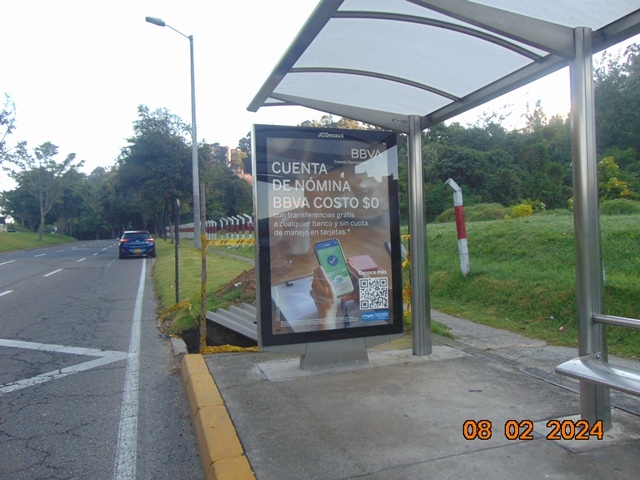 JCDecaux
BBVA
CUENTA
DE NÓMINA
BBVA COSTO $0
con transferencias gratis
a cualquier banco y sin cuota
de manejo en tarjetas.*
Conoce más
08 02 2024